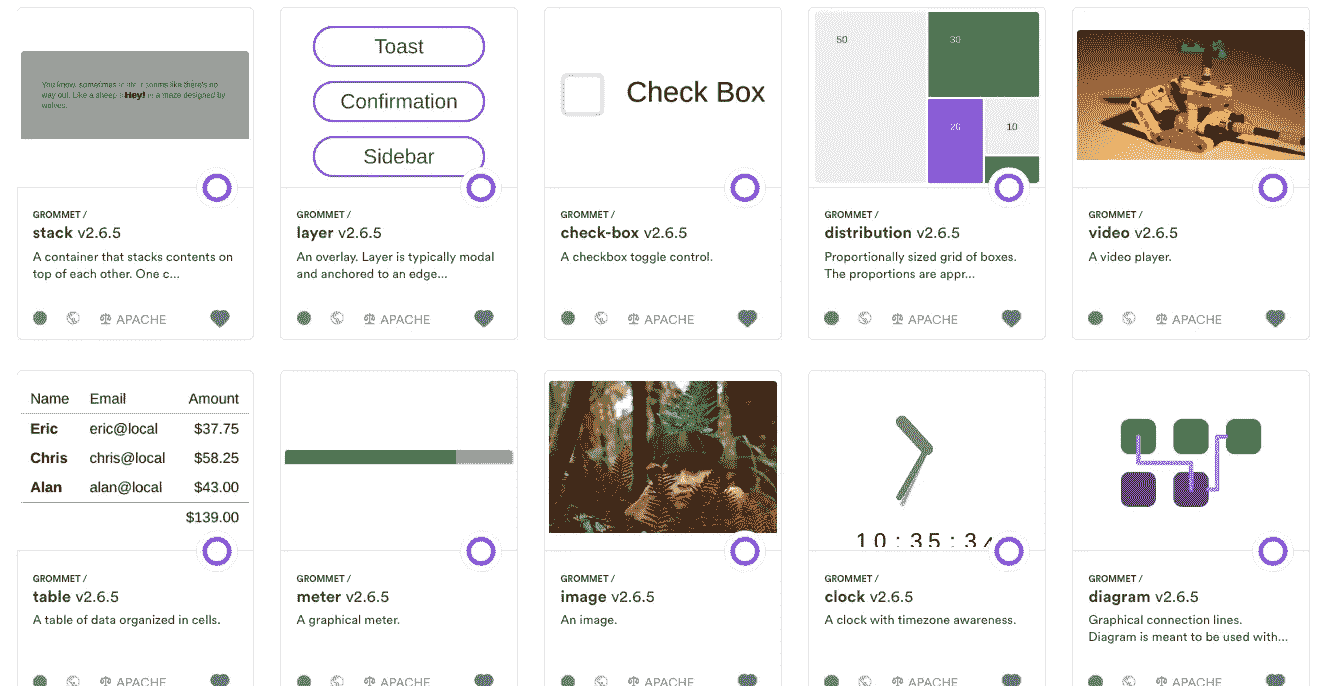 You know, sometimes in life it seems like there's no
way out. Like a sheep Hey! in a maze designed by
wolves.
Toast
Confirmation
Sidebar
Check Box
50
30
20
10
GROMMET /
stack v2.6.5
A container that stacks contents on
top of each other. One c...
APACHE
GROMMET /
layer v2.6.5
An overlay. Layer is typically modal
and anchored to an edge...
APACHE
GROMMET /
check-box v2.6.5
A checkbox toggle control.
APACHE
GROMMET /
distribution v2.6.5
Proportionally sized grid of boxes.
The proportions are appr...
APACHE
GROMMET /
video v2.6.5
A video player.
APACHE
Name Email Amount
Eric eric@local $37.75
Chris chris@local $58.25
Alan alan@local $43.00
$139.00
10:35:3
GROMMET /
table v2.6.5
A table of data organized in cells.
APACHE
GROMMET /
meter v2.6.5
A graphical meter.
APACHE
GROMMET /
image v2.6.5
An image.
APACHE
GROMMET /
clock v2.6.5
A clock with timezone awareness.
APACHE
GROMMET /
diagram v2.6.5
Graphical connection lines.
Diagram is meant to be used with...
APACHE